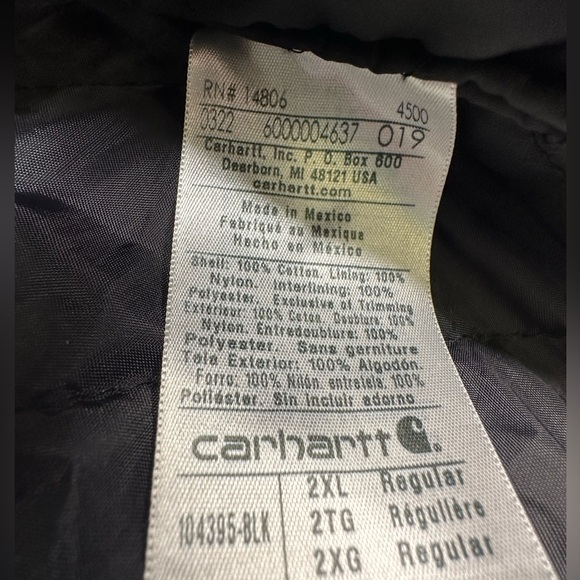 RN# 14806 4500
0322 6000004637 019
Carhartt, Inc. P. O. Box 600
Dearborn, MI 48121 USA
carhartt.com
Made in Mexico
Fabriqué au Mexique
Hecho en México
Shell: 100% Cotton. Lining: 100%
Nylon. Interlining: 100%
Polyester, Exclusive of Trimming
Exterieur: 100% Coton. Doublure: 100%
Nylon. Entredoublure: 100%
Polyester. Sans garniture
Tela Exterior: 100% Algodón.
Forro: 100% Nilón entretela: 100%
Poliéster. Sin incluir adorno
carhartt
2XL Regular
104395-BLK 2TG Régulière
2XG Regular